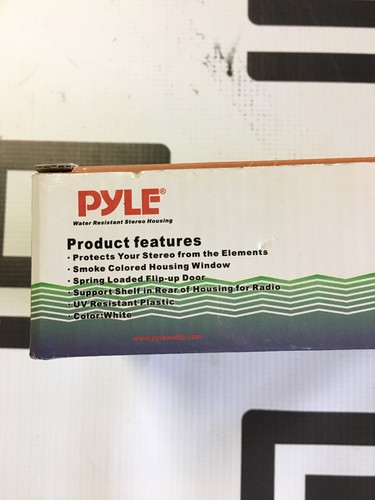 PYLE®
Water Resistant Stereo Housing
Product features
· Protects Your Stereo from the Elements
· Smoke Colored Housing Window
· Spring Loaded Flip-up Door
· Support Shelf in Rear of Housing for Radio
· UV Resistant Plastic
· Color:White
www.pyleaudio.com